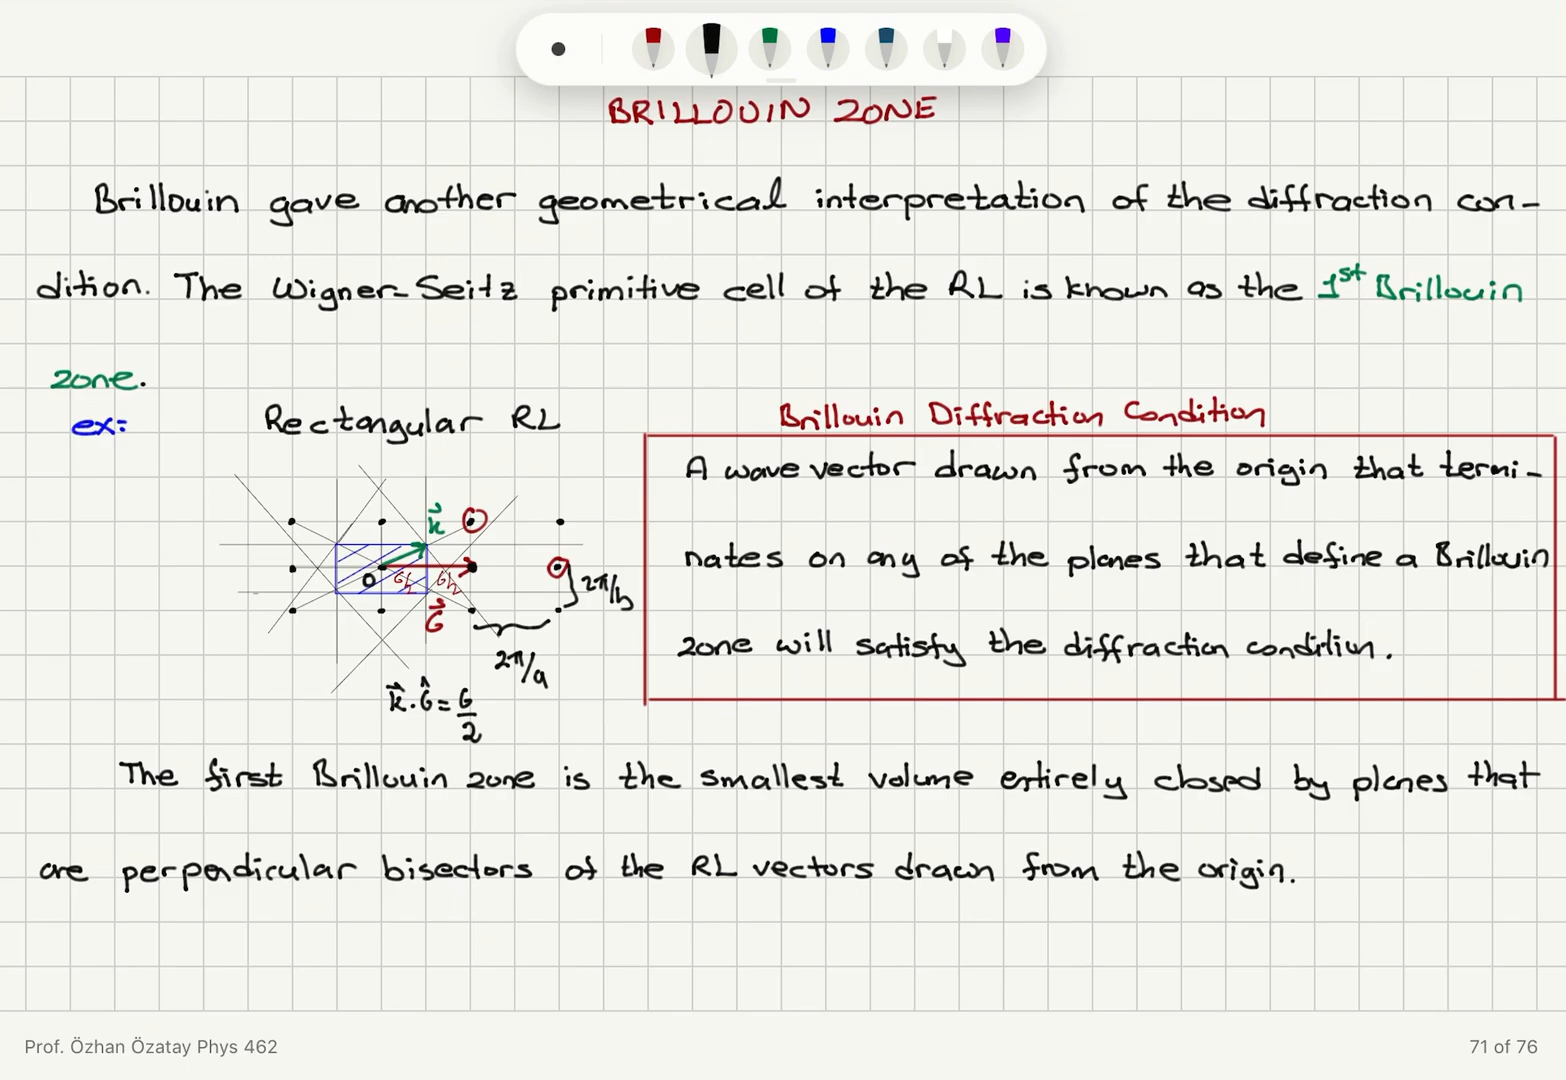 BRILLOUIN ZONE
Brillouin gave another geometrical interpretation of the diffraction con-
dition. The Wigner-Seitz primitive cell of the RL is known as the 1st Brillouin
zone.
ex:
Rectangular RL
k
O
G/2 G/2
G
2π/b
2π/a
k⃗.Ĝ = G/2
Brillouin Diffraction Condition
A wave vector drawn from the origin that termi-
nates on any of the planes that define a Brillouin
zone will satisfy the diffraction condition.
The first Brillouin zone is the smallest volume entirely closed by planes that
are perpendicular bisectors of the RL vectors drawn from the origin.
Prof. Özhan Özatay Phys 462
71 of 76